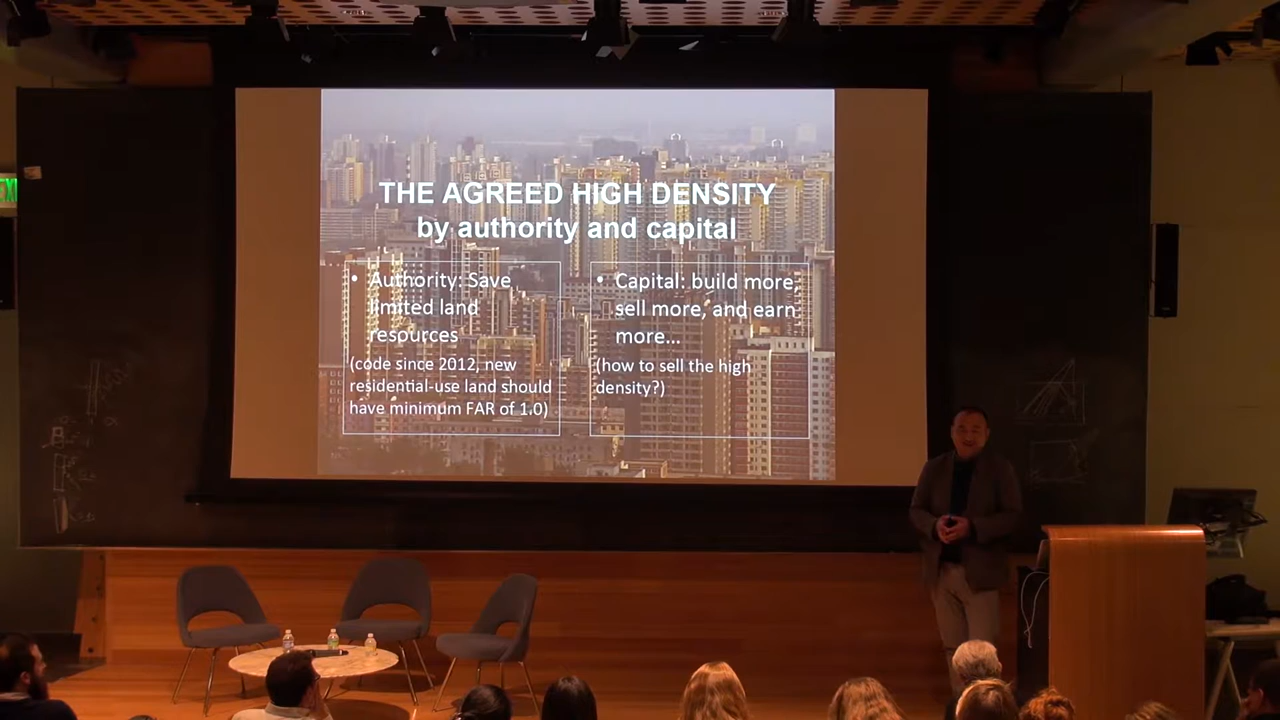 THE AGREED HIGH DENSITY
by authority and capital
• Authority: Save
limited land
resources
(code since 2012, new
residential-use land should
have minimum FAR of 1.0)
• Capital: build more,
sell more, and earn
more...
(how to sell the high
density?)
EX